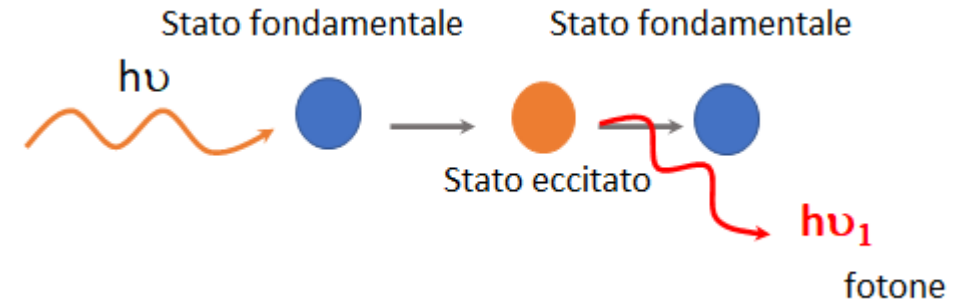 Stato fondamentale
Stato fondamentale
hυ
Stato eccitato
hυ₁
fotone